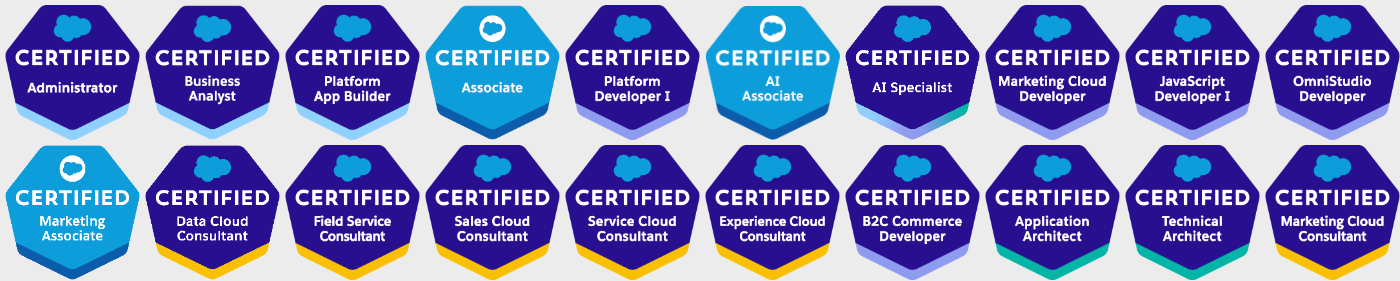 CERTIFIED
Administrator
CERTIFIED
Business
Analyst
CERTIFIED
Platform
App Builder
CERTIFIED
Associate
CERTIFIED
Platform
Developer I
CERTIFIED
AI
Associate
CERTIFIED
AI Specialist
CERTIFIED
Marketing Cloud
Developer
CERTIFIED
JavaScript
Developer I
CERTIFIED
OmniStudio
Developer
CERTIFIED
Marketing
Associate
CERTIFIED
Data Cloud
Consultant
CERTIFIED
Field Service
Consultant
CERTIFIED
Sales Cloud
Consultant
CERTIFIED
Service Cloud
Consultant
CERTIFIED
Experience Cloud
Consultant
CERTIFIED
B2C Commerce
Developer
CERTIFIED
Application
Architect
CERTIFIED
Technical
Architect
CERTIFIED
Marketing Cloud
Consultant